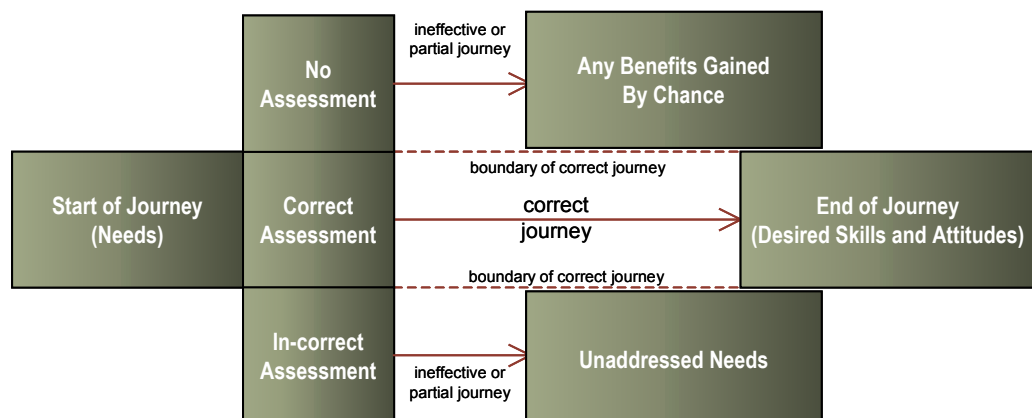 ineffective or
partial journey
No
Assessment
Any Benefits Gained
By Chance
boundary of correct journey
Start of Journey
(Needs)
Correct
Assessment
correct
journey
End of Journey
(Desired Skills and Attitudes)
boundary of correct journey
In-correct
Assessment
Unaddressed Needs
ineffective or
partial journey